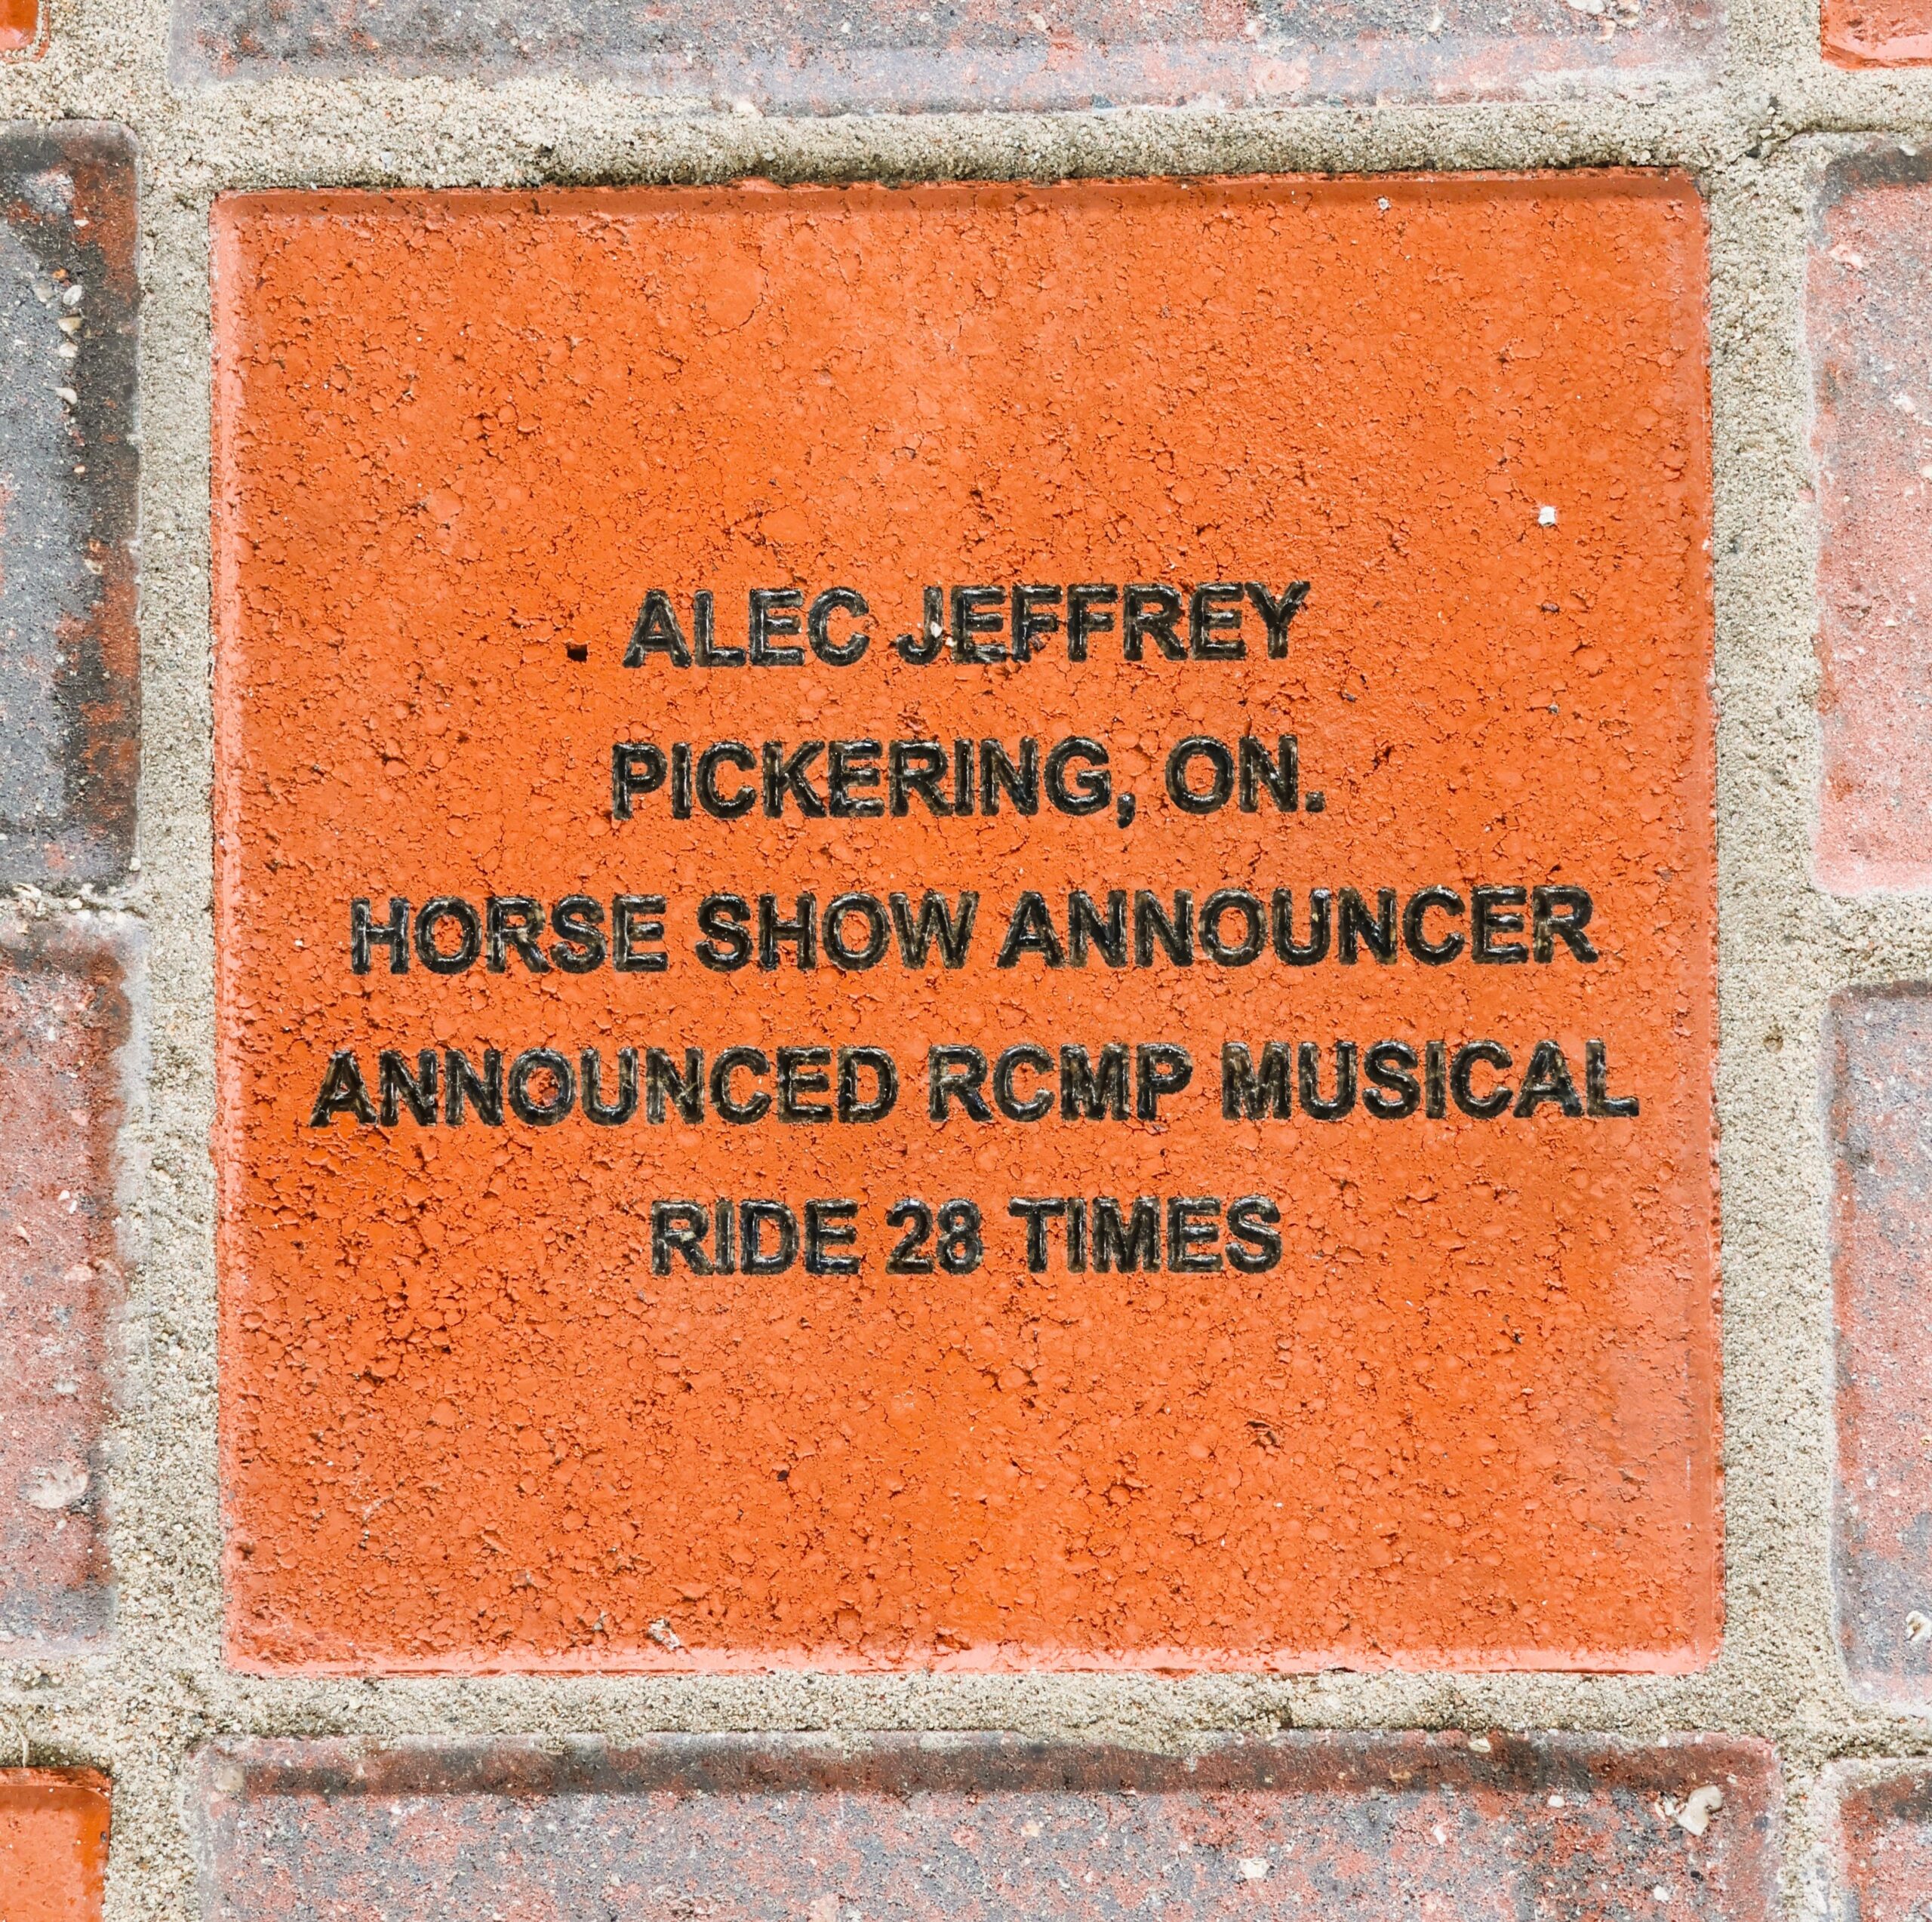 ALEC JEFFREY
PICKERING, ON.
HORSE SHOW ANNOUNCER
ANNOUNCED RCMP MUSICAL
RIDE 28 TIMES